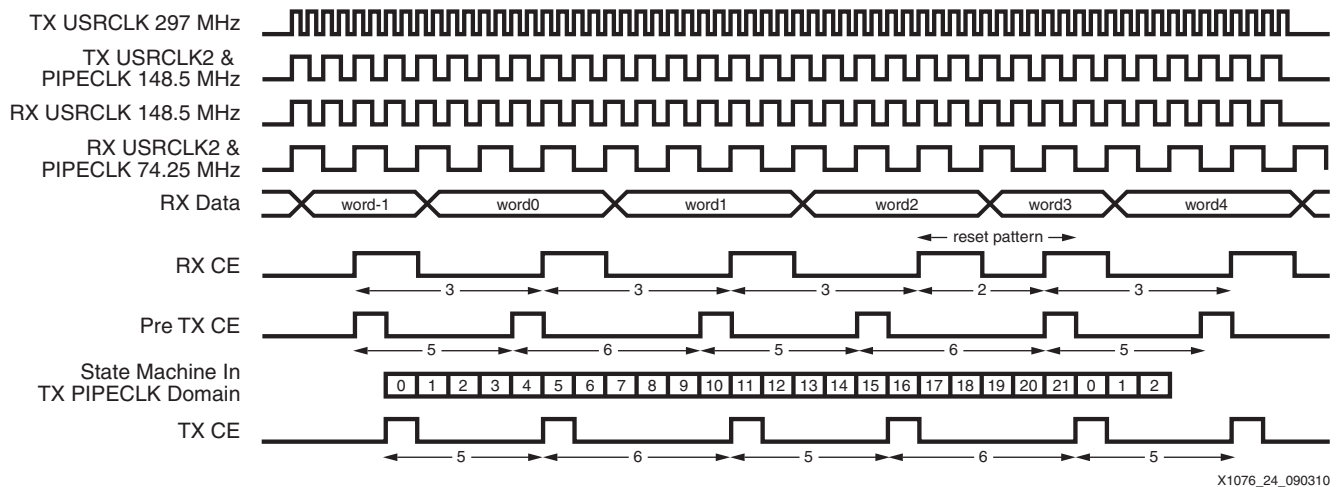 TX USRCLK 297 MHz
TX USRCLK2 &
PIPECLK 148.5 MHz
RX USRCLK 148.5 MHz
RX USRCLK2 &
PIPECLK 74.25 MHz
RX Data
word-1 word0 word1 word2 word3 word4
reset pattern
RX CE
3 3 3 2 3
Pre TX CE
5 6 5 6 5
State Machine In
TX PIPECLK Domain
0 1 2 3 4 5 6 7 8 9 10 11 12 13 14 15 16 17 18 19 20 21 0 1 2
TX CE
5 6 5 6 5
X1076_24_090310